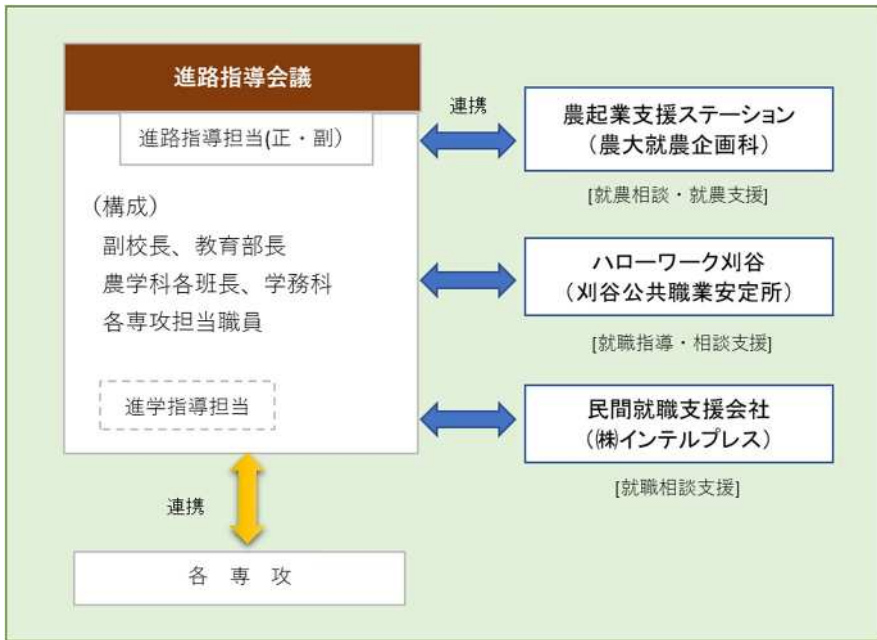 進路指導会議
進路指導担当(正・副)
（構成）
副校長、教育部長
農学科各班長、学務科
各専攻担当職員
進学指導担当
連携
各 専 攻
連携
農起業支援ステーション
（農大就農企画科）
[就農相談・就農支援]
ハローワーク刈谷
（刈谷公共職業安定所）
[就職指導・相談支援]
民間就職支援会社
（㈱インテルプレス）
[就職相談支援]